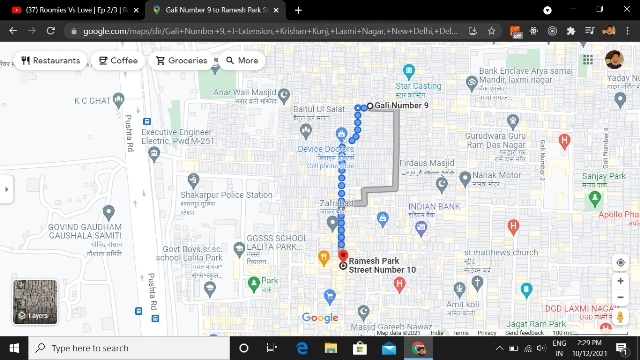 (37) Roomies Vs Love | Ep 2/3 | R
Gali Number 9 to Ramesh Park S
google.com/maps/dir/Gali+Number+9,+J-Extension,+Krishan+Kunj,+Laxmi+Nagar,+New+Delhi,+Del...
Restaurants
Coffee
Groceries
More
K C GHAT
Pushta Rd
Executive Engineer
Electric, Pwd,M-251
Anar Wali Masjid
Baitul Ul Salat
Star Casting
Bank Enclave Arya samaj
Mandir, laxmi nagar
Yadav
Gali Number 9
Gurudwara Guru
Ram Das Nagar
Gali Number 2
Device Doctors
Cell phone store
Firdaus Masjid
Nanak Motor
Sanjay Park
Shakarpur Police Station
INDIAN BANK
Apollo Pha
GOVIND GAUDHAM
GAUSHALA,SAMITI
Govt Boys.sr.sc.
school Lalita Park
GGSSS SCHOOL
LALITA PARK...
Ramesh Park
Street Number 10
st matthews church
Park
Pushta Rd
Amit koli
DGD LAXMI NAGA
Jagat Ram Park
Masjid Gareeb Nawaz
Layers
Google
Map data ©2021
India
Terms
Privacy
Send feedback
100 m
Type here to search
ENG
IN
2:29 PM
10/12/2021